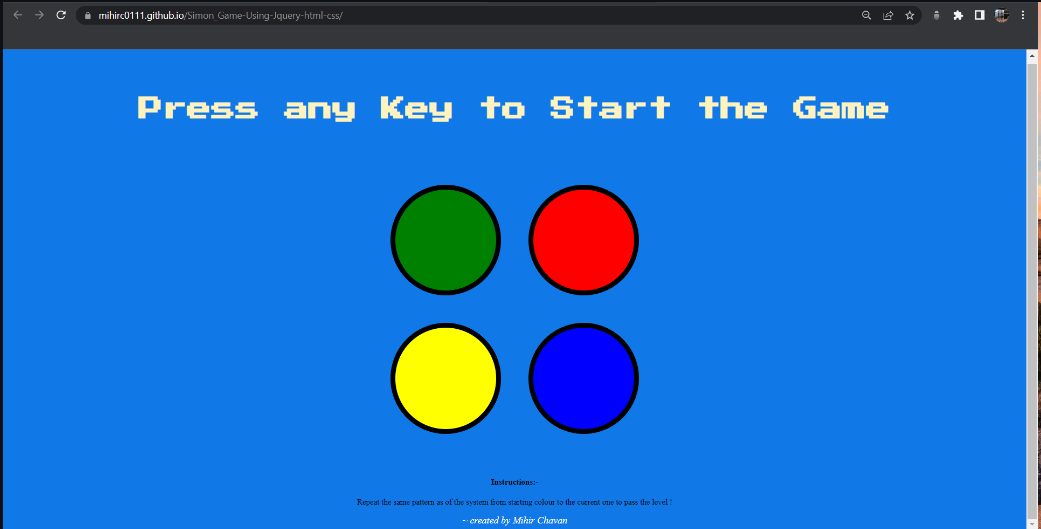 mihirc0111.github.io/Simon_Game-Using-Jquery-html-css/
Press any Key to Start the Game
Instructions:-
Repeat the same pattern as of the system from starting colour to the current one to pass the level!
~ created by Mihir Chavan